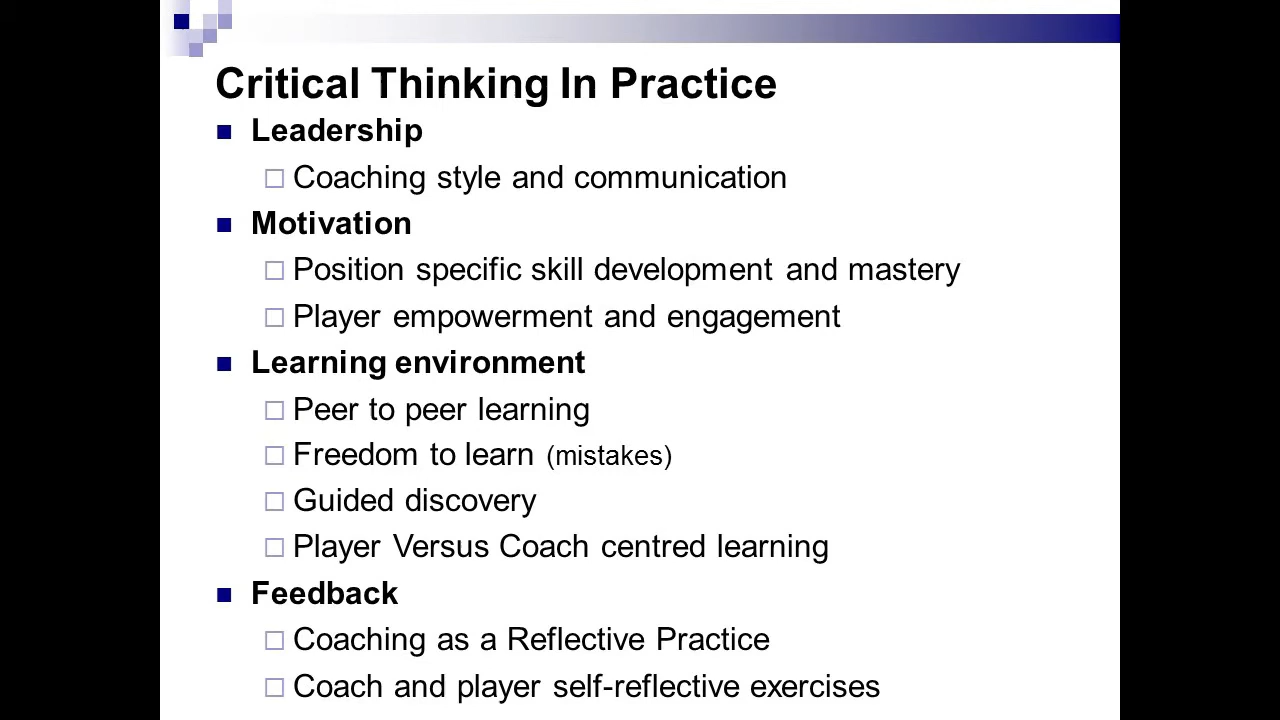 Critical Thinking In Practice
Leadership
Coaching style and communication
Motivation
Position specific skill development and mastery
Player empowerment and engagement
Learning environment
Peer to peer learning
Freedom to learn (mistakes)
Guided discovery
Player Versus Coach centred learning
Feedback
Coaching as a Reflective Practice
Coach and player self-reflective exercises